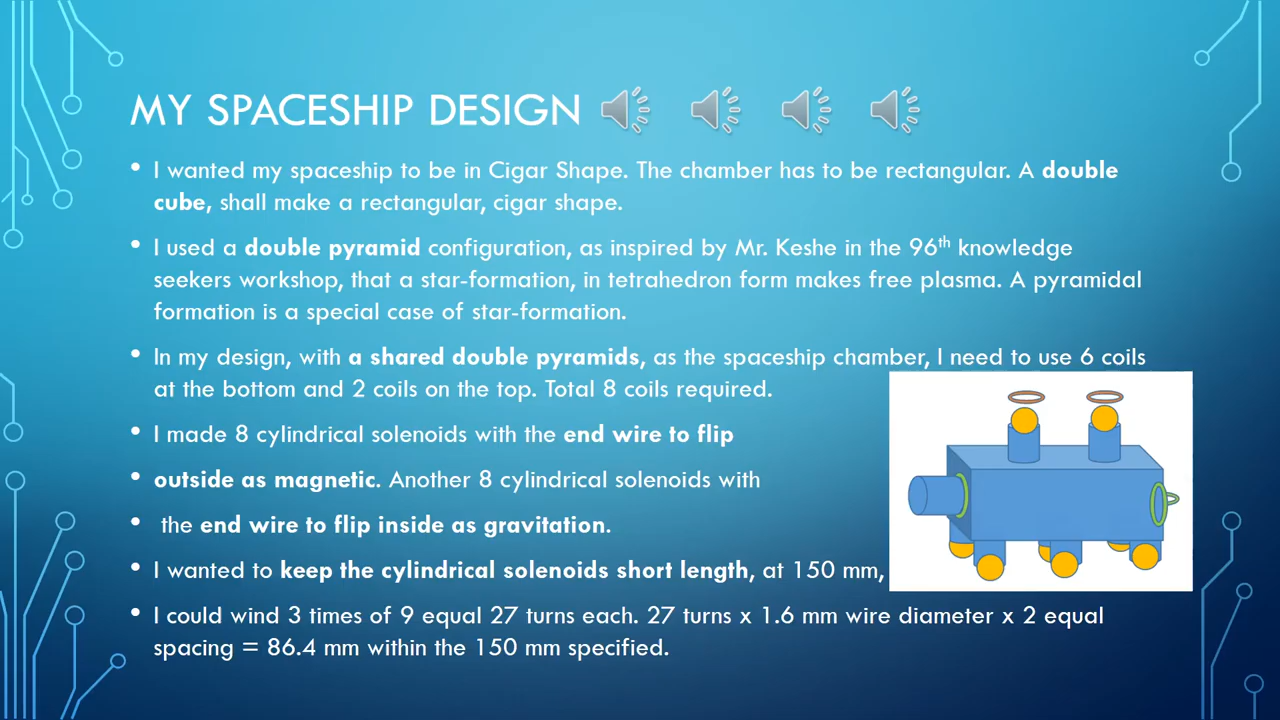 MY SPACESHIP DESIGN
• I wanted my spaceship to be in Cigar Shape. The chamber has to be rectangular. A double
cube, shall make a rectangular, cigar shape.
• I used a double pyramid configuration, as inspired by Mr. Keshe in the 96th knowledge
seekers workshop, that a star-formation, in tetrahedron form makes free plasma. A pyramidal
formation is a special case of star-formation.
• In my design, with a shared double pyramids, as the spaceship chamber, I need to use 6 coils
at the bottom and 2 coils on the top. Total 8 coils required.
• I made 8 cylindrical solenoids with the end wire to flip
• outside as magnetic. Another 8 cylindrical solenoids with
• the end wire to flip inside as gravitation.
• I wanted to keep the cylindrical solenoids short length, at 150 mm,
• I could wind 3 times of 9 equal 27 turns each. 27 turns x 1.6 mm wire diameter x 2 equal
spacing = 86.4 mm within the 150 mm specified.